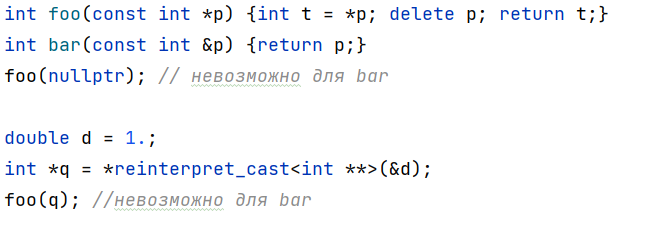 int foo(const int *p) {int t = *p; delete p; return t;}
int bar(const int &p) {return p;}
foo(nullptr); // невозможно для bar
double d = 1.;
int *q = *reinterpret_cast<int **>(&d);
foo(q); //невозможно для bar